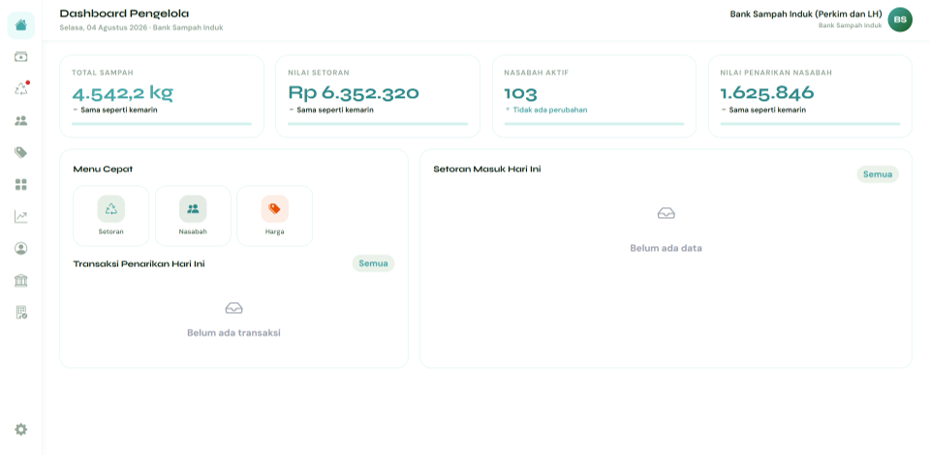 Dashboard Pengelola
Selasa, 04 Agustus 2026 · Bank Sampah Induk
Bank Sampah Induk (Perkim dan LH)
Bank Sampah Induk
BS
TOTAL SAMPAH
4.542,2 kg
– Sama seperti kemarin
NILAI SETORAN
Rp 6.352.320
– Sama seperti kemarin
NASABAH AKTIF
103
Tidak ada perubahan
NILAI PENARIKAN NASABAH
1.625.846
– Sama seperti kemarin
Menu Cepat
Setoran
Nasabah
Harga
Transaksi Penarikan Hari Ini
Semua
Belum ada transaksi
Setoran Masuk Hari Ini
Semua
Belum ada data